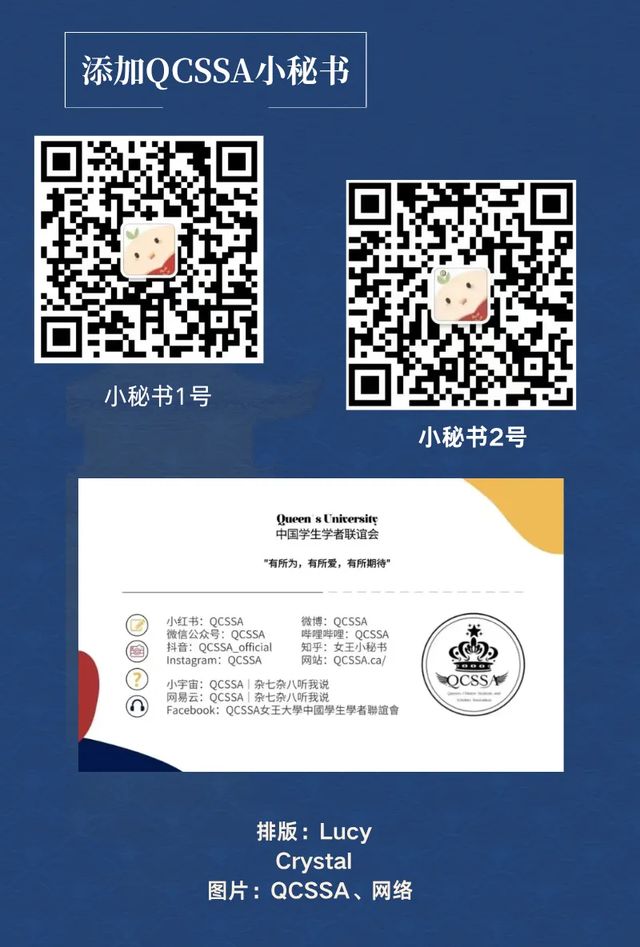 添加QCSSA小秘书
小秘书1号
小秘书2号
Queen's University
中国学生学者联谊会
"有所为，有所爱，有所期待"
小红书：QCSSA
微信公众号：QCSSA
抖音：QCSSA_official
Instagram：QCSSA
微博：QCSSA
哔哩哔哩：QCSSA
知乎：女王小秘书
网站：QCSSA.ca/
小宇宙：QCSSA｜杂七杂八听我说
网易云：QCSSA｜杂七杂八听我说
Facebook：QCSSA女王大學中國學生學者聯誼會
QCSSA
Queen's Chinese Students and
Scholars Association
排版：Lucy
Crystal
图片：QCSSA、网络